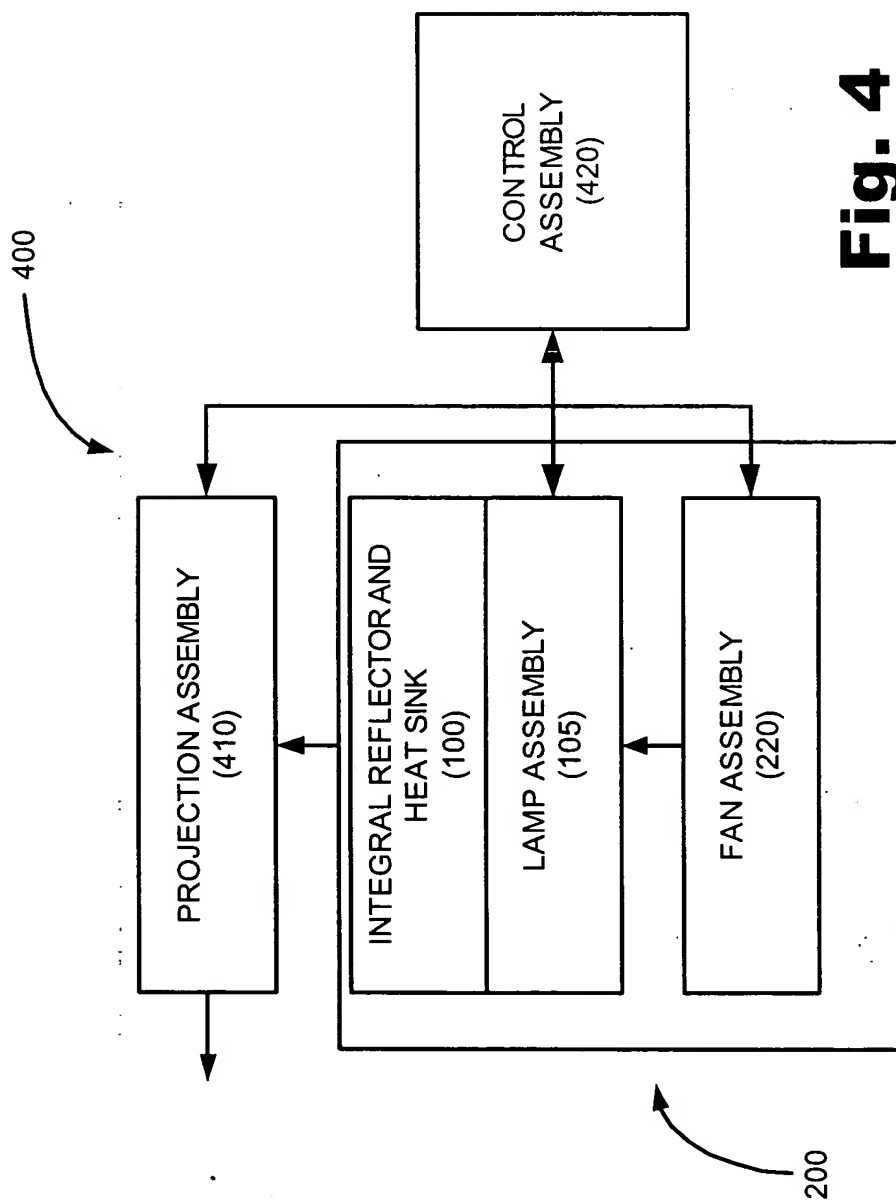 400
PROJECTION ASSEMBLY
(410)
INTEGRAL REFLECTOR AND
HEAT SINK
(100)
LAMP ASSEMBLY
(105)
FAN ASSEMBLY
(220)
CONTROL
ASSEMBLY
(420)
200
Fig. 4